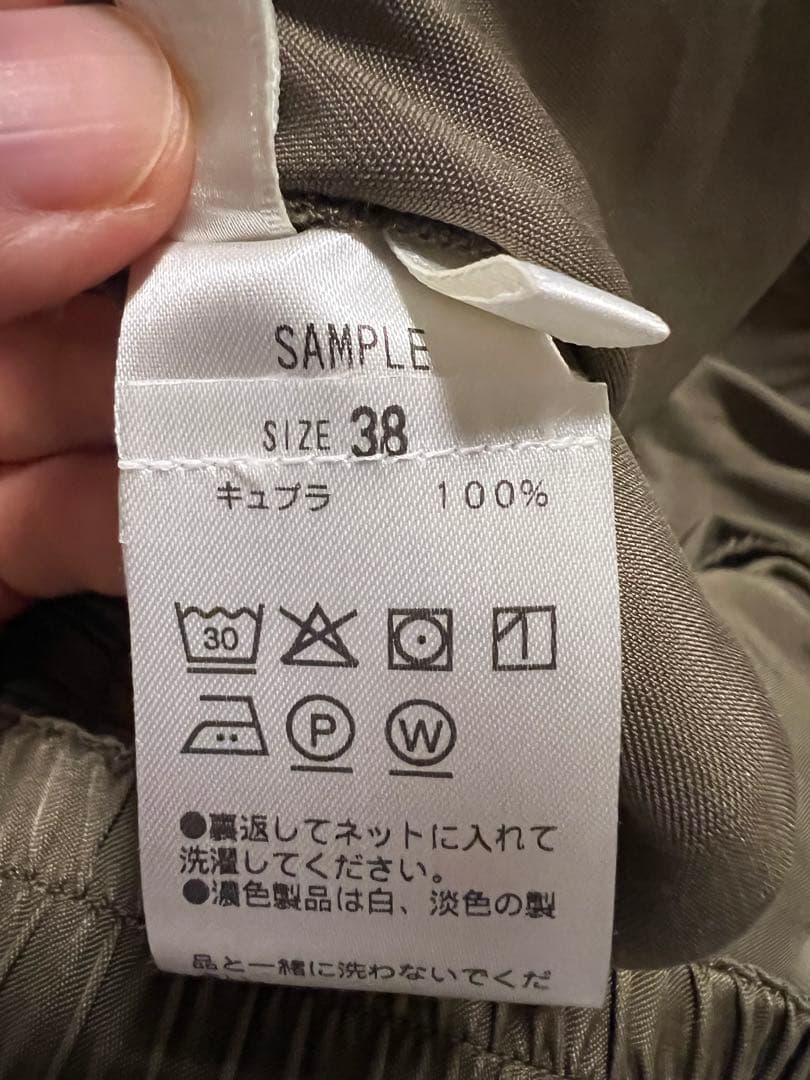 SAMPLE
SIZE 38
キュプラ 100%
30
P W
●裏返してネットに入れて
洗濯してください。
●濃色製品は白、淡色の製
品と一緒に洗わないでくだ